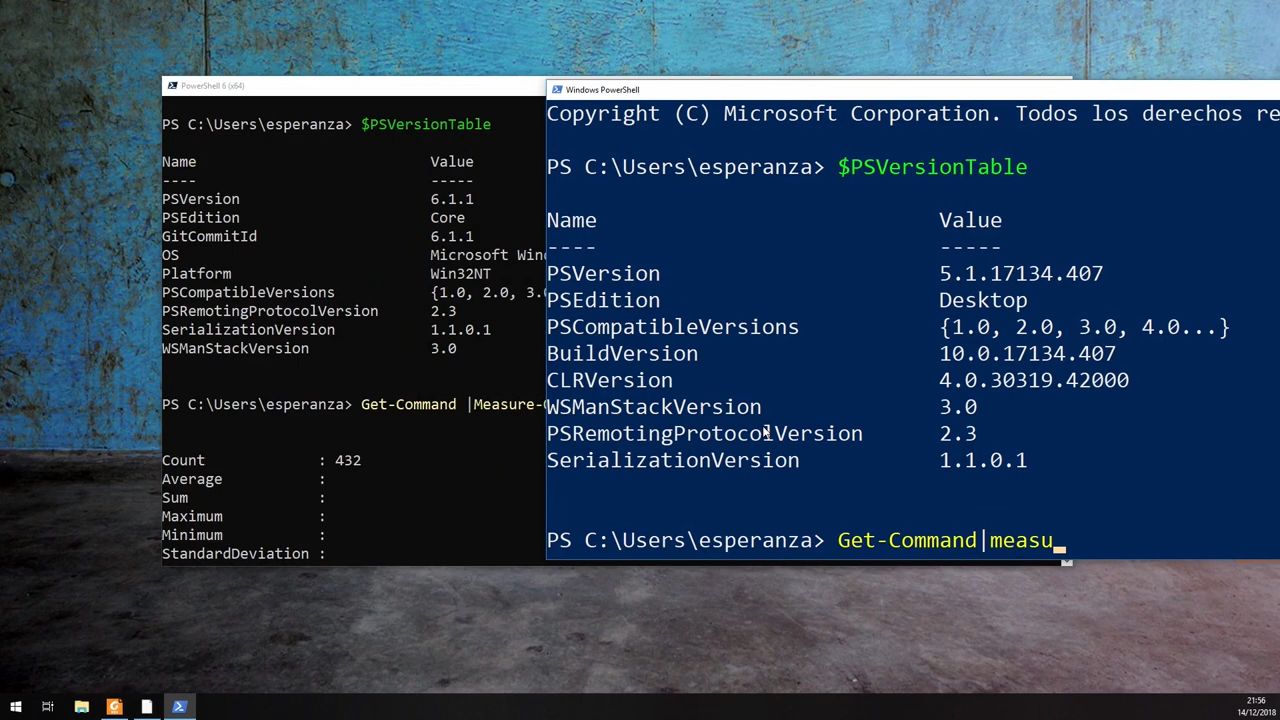 PowerShell 6 (x64)
PS C:\Users\esperanza> $PSVersionTable
Name Value
---- -----
PSVersion 6.1.1
PSEdition Core
GitCommitId 6.1.1
OS Microsoft Wind
Platform Win32NT
PSCompatibleVersions {1.0, 2.0, 3.0
PSRemotingProtocolVersion 2.3
SerializationVersion 1.1.0.1
WSManStackVersion 3.0
PS C:\Users\esperanza> Get-Command |Measure-O
Count : 432
Average :
Sum :
Maximum :
Minimum :
StandardDeviation :
Windows PowerShell
Copyright (C) Microsoft Corporation. Todos los derechos re
PS C:\Users\esperanza> $PSVersionTable
Name Value
---- -----
PSVersion 5.1.17134.407
PSEdition Desktop
PSCompatibleVersions {1.0, 2.0, 3.0, 4.0...}
BuildVersion 10.0.17134.407
CLRVersion 4.0.30319.42000
WSManStackVersion 3.0
PSRemotingProtocolVersion 2.3
SerializationVersion 1.1.0.1
PS C:\Users\esperanza> Get-Command|measu_
21:56
14/12/2018